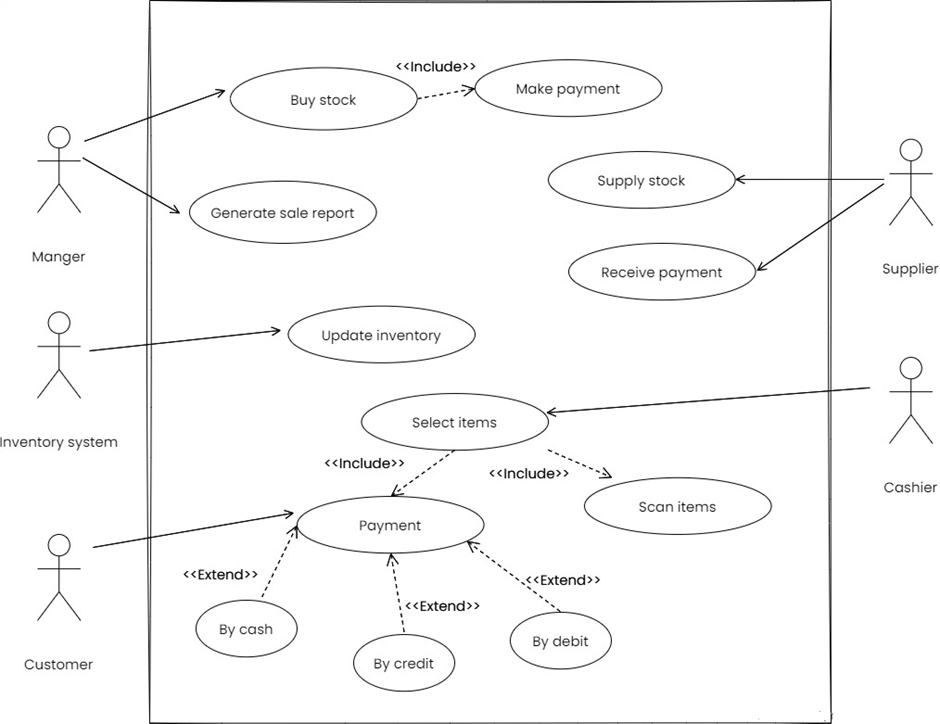 <<Include>>
Buy stock
Make payment
Supply stock
Generate sale report
Manger
Supplier
Receive payment
Update inventory
Inventory system
Select items
<<Include>>
<<Include>>
Cashier
Scan items
Payment
<<Extend>>
<<Extend>>
<<Extend>>
By cash
By debit
By credit
Customer